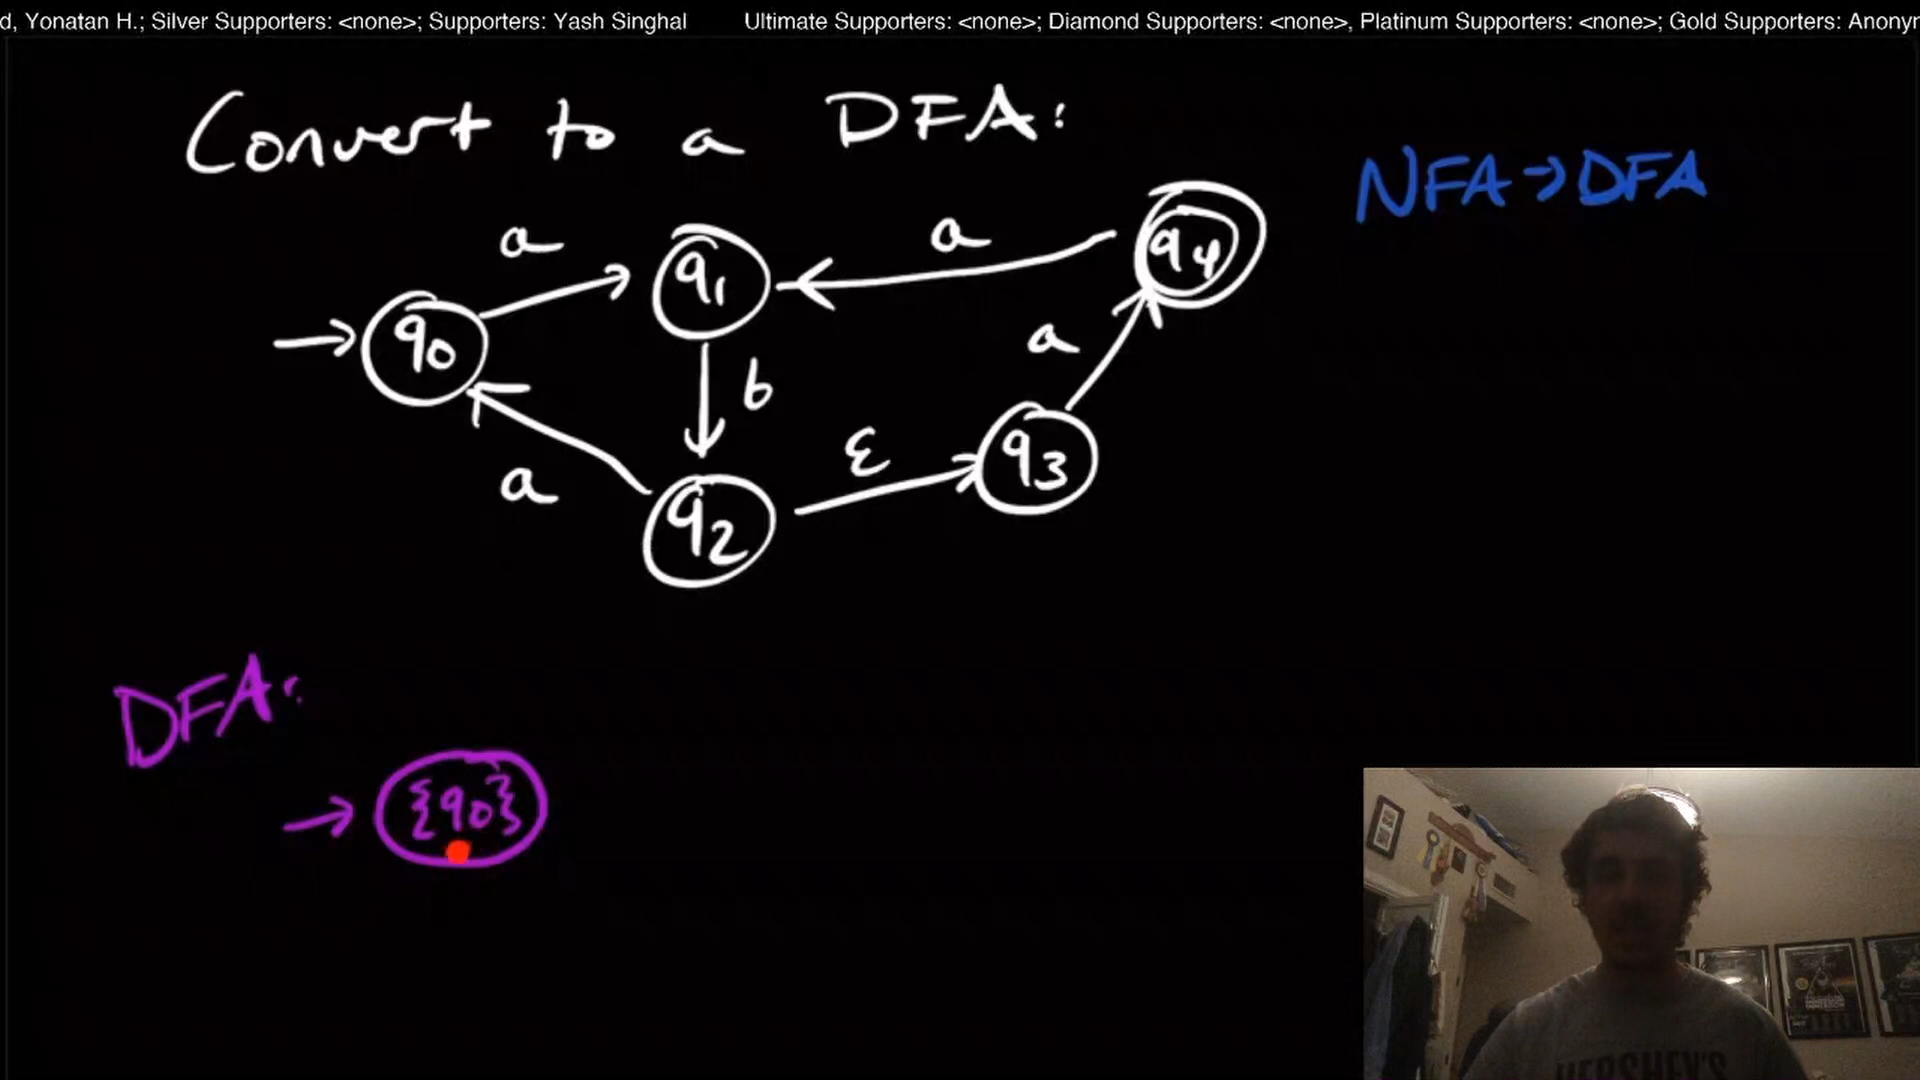 d, Yonatan H.; Silver Supporters: <none>; Supporters: Yash Singhal Ultimate Supporters: <none>; Diamond Supporters: <none>, Platinum Supporters: <none>; Gold Supporters: Anonyr
Convert to a DFA:
NFA → DFA
a
a
q4
q1
q0
a
b
ε
q3
a
q2
DFA:
{q0}
HERSHEY'S